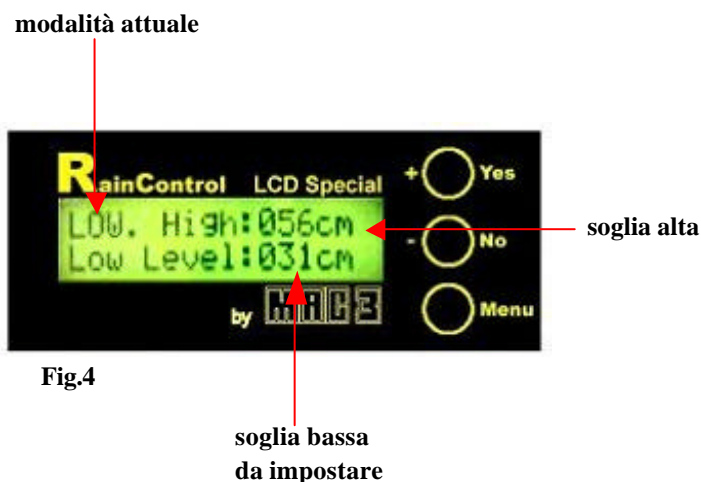 modalità attuale
RainControl LCD Special
+ Yes
LOW. High:056cm
soglia alta
- No
Low Level:031cm
by MAC3
Menu
Fig.4
soglia bassa
da impostare